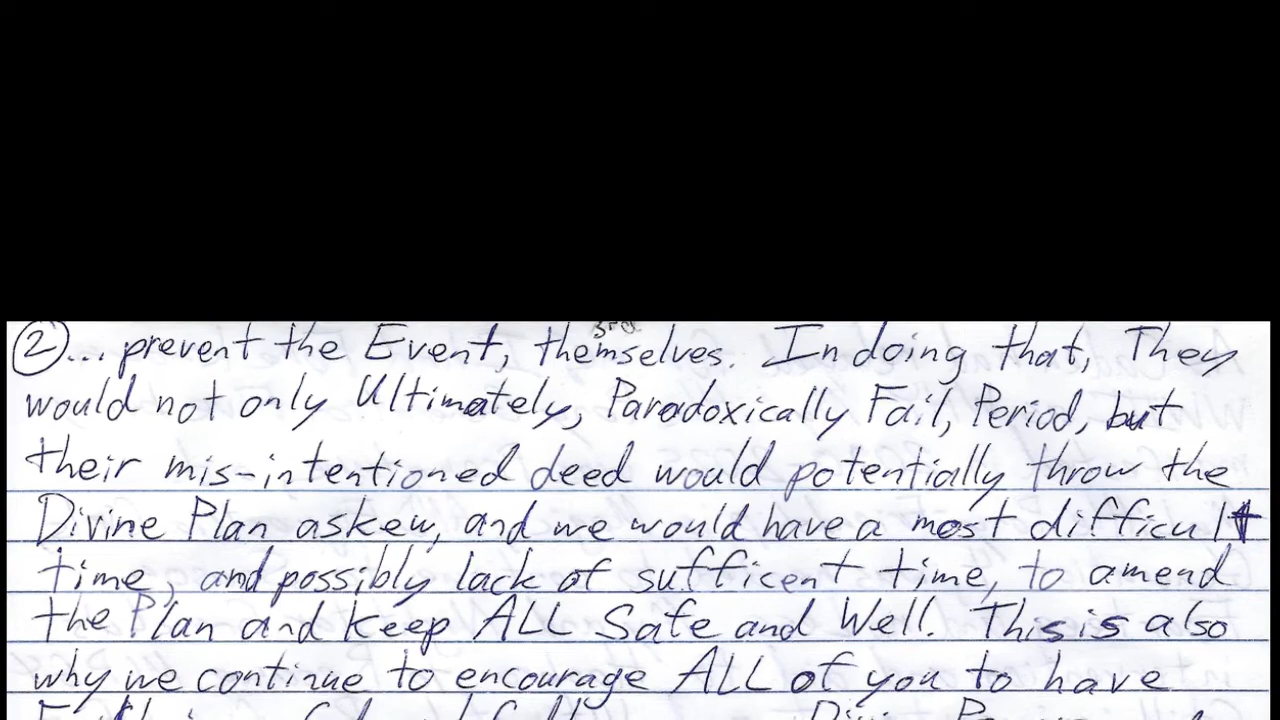 3rd
② ... prevent the Event, themselves. In doing that, They
would not only Ultimately, Paradoxically Fail, Period, but
their mis-intentioned deed would potentially throw the
Divine Plan askew, and we would have a most difficult
time, and possibly lack of sufficent time, to amend
the Plan and keep ALL Safe and Well. This is also
why we continue to encourage ALL of you to have